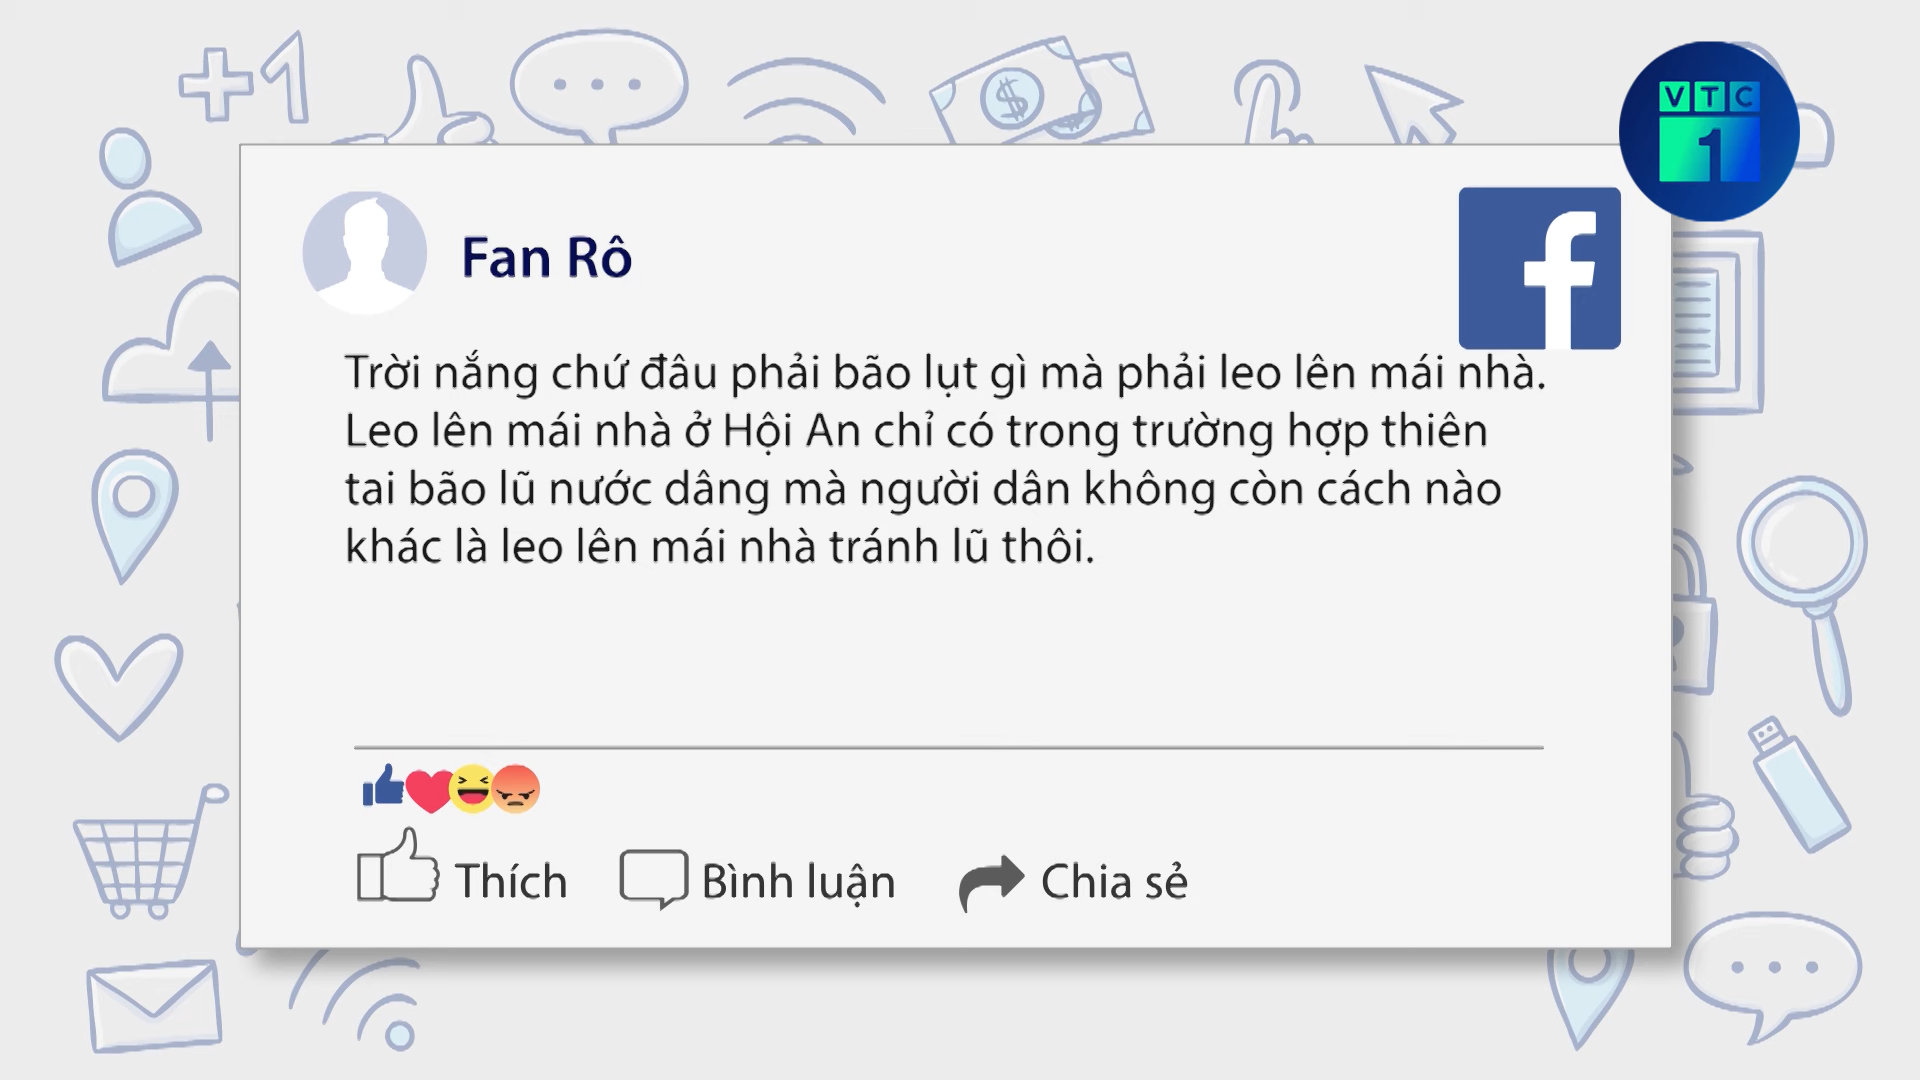 +1
VTC
1
Fan Rô
Trời nắng chứ đâu phải bão lụt gì mà phải leo lên mái nhà.
Leo lên mái nhà ở Hội An chỉ có trong trường hợp thiên
tai bão lũ nước dâng mà người dân không còn cách nào
khác là leo lên mái nhà tránh lũ thôi.
Thích Bình luận Chia sẻ